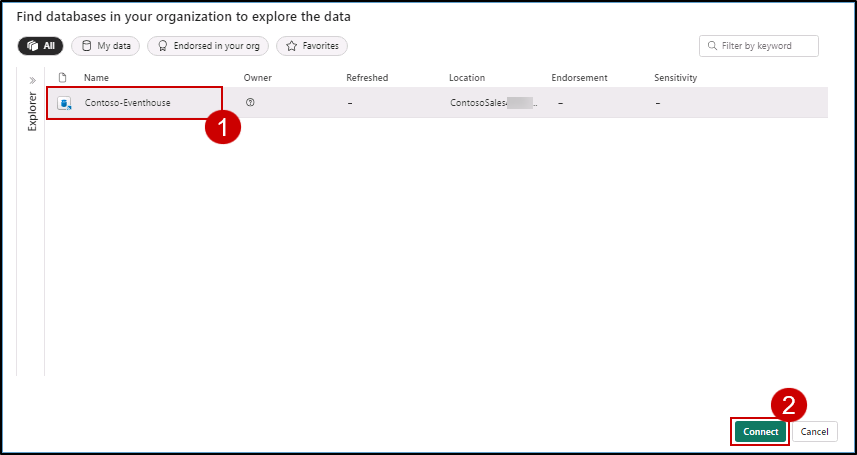 Find databases in your organization to explore the data
All My data Endorsed in your org Favorites Filter by keyword
Explorer
Name Owner Refreshed Location Endorsement Sensitivity
Contoso-Eventhouse – ContosoSales .. – –
1
2
Connect Cancel